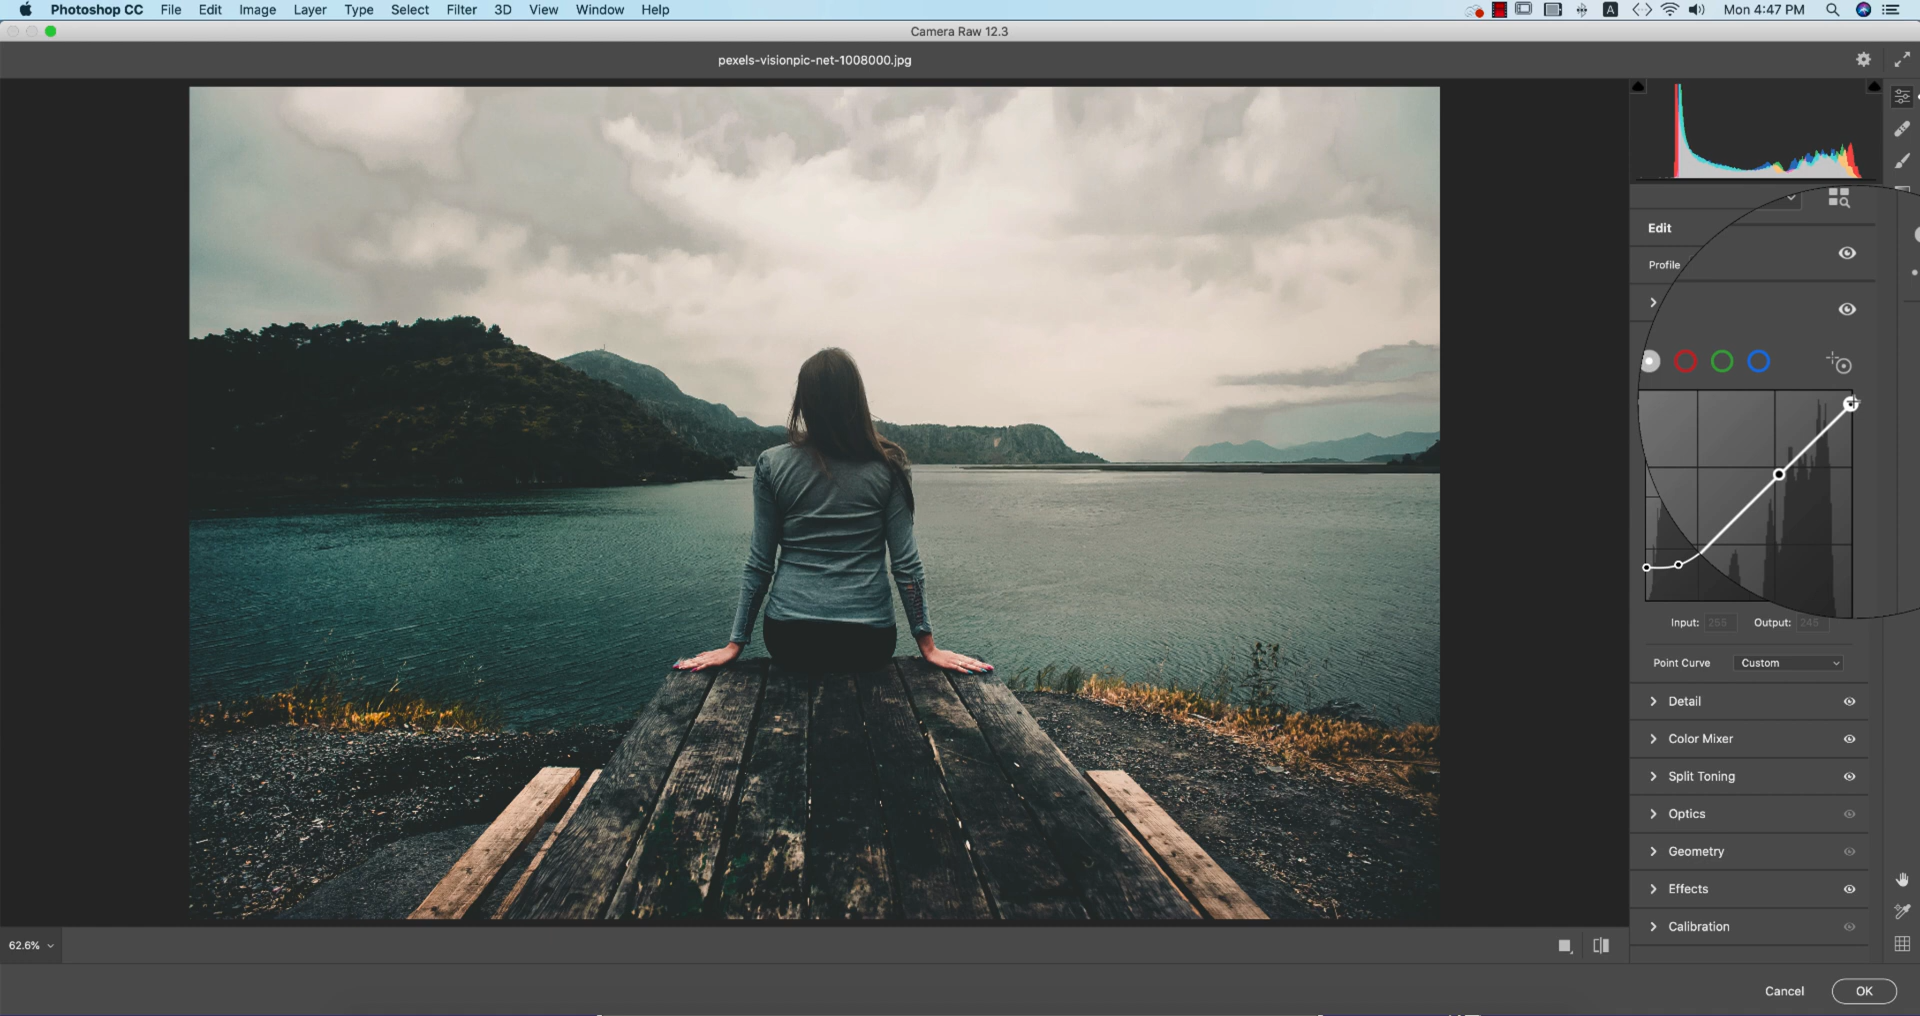 Photoshop CC File Edit Image Layer Type Select Filter 3D View Window Help A Mon 4:47 PM
Camera Raw 12.3
pexels-visionpic-net-1008000.jpg
Edit
Profile
Input: 255 Output: 245
Point Curve Custom
Detail
Color Mixer
Split Toning
Optics
Geometry
Effects
Calibration
62.6%
Cancel OK